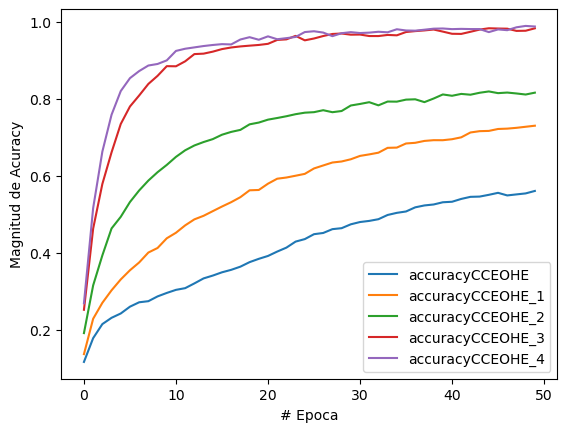 1.0
0.8
0.6
0.4
0.2
Magnitud de Acuracy
0
10
20
30
40
50
# Epoca
accuracyCCEOHE
accuracyCCEOHE_1
accuracyCCEOHE_2
accuracyCCEOHE_3
accuracyCCEOHE_4